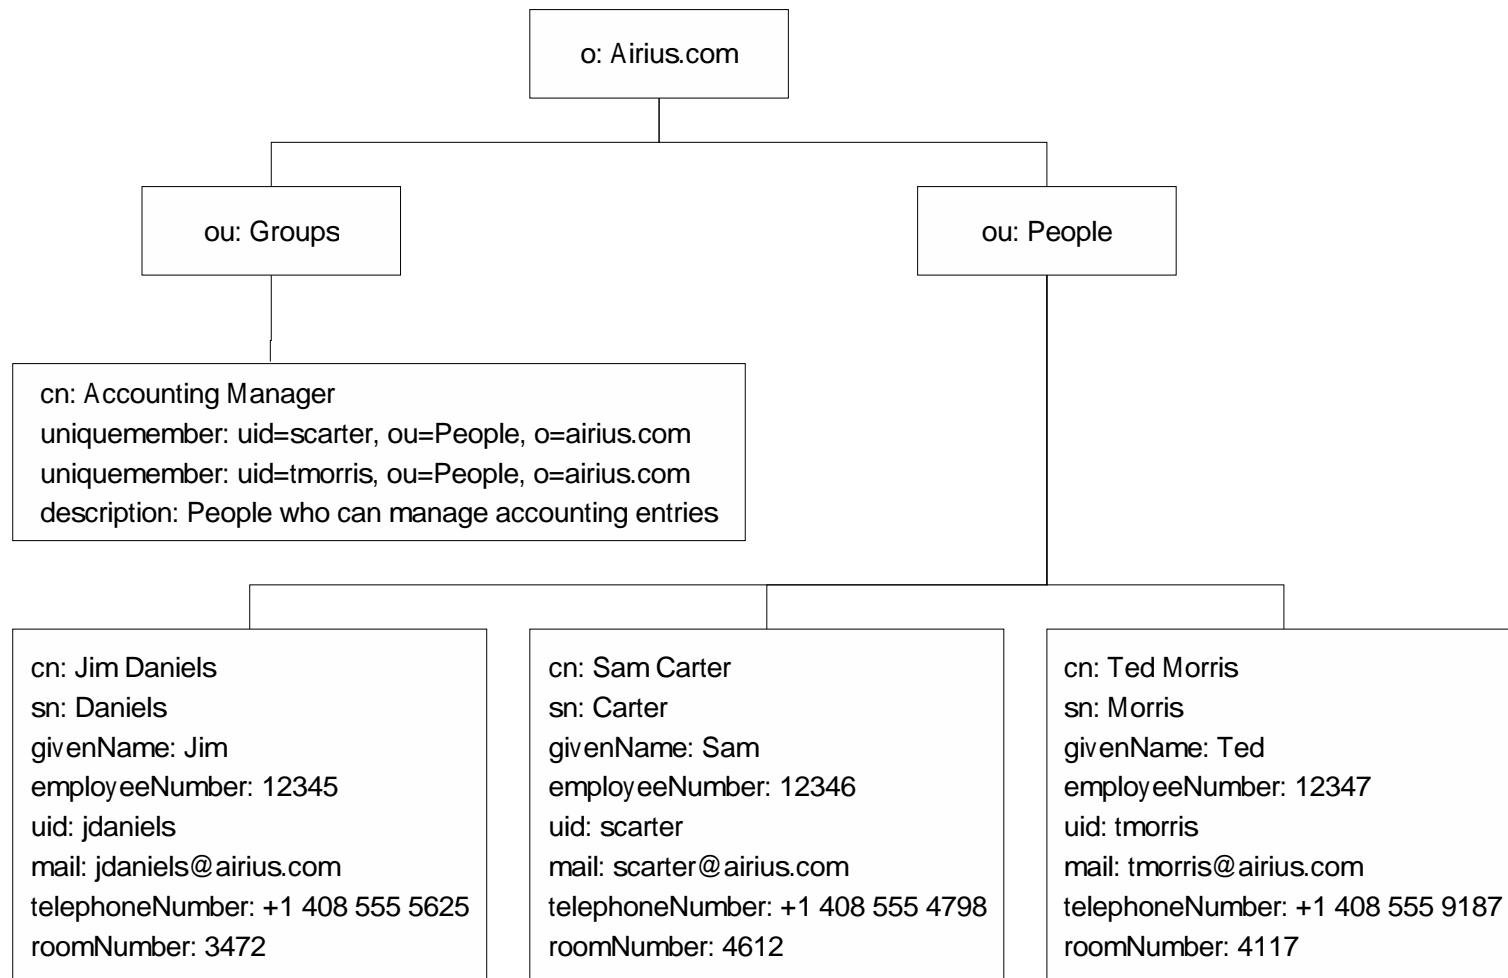 o: Airius.com
ou: Groups
ou: People
cn: Accounting Manager
uniquemember: uid=scarter, ou=People, o=airius.com
uniquemember: uid=tmorris, ou=People, o=airius.com
description: People who can manage accounting entries
cn: Jim Daniels
sn: Daniels
givenName: Jim
employeeNumber: 12345
uid: jdaniels
mail: jdaniels@airius.com
telephoneNumber: +1 408 555 5625
roomNumber: 3472
cn: Sam Carter
sn: Carter
givenName: Sam
employeeNumber: 12346
uid: scarter
mail: scarter@airius.com
telephoneNumber: +1 408 555 4798
roomNumber: 4612
cn: Ted Morris
sn: Morris
givenName: Ted
employeeNumber: 12347
uid: tmorris
mail: tmorris@airius.com
telephoneNumber: +1 408 555 9187
roomNumber: 4117